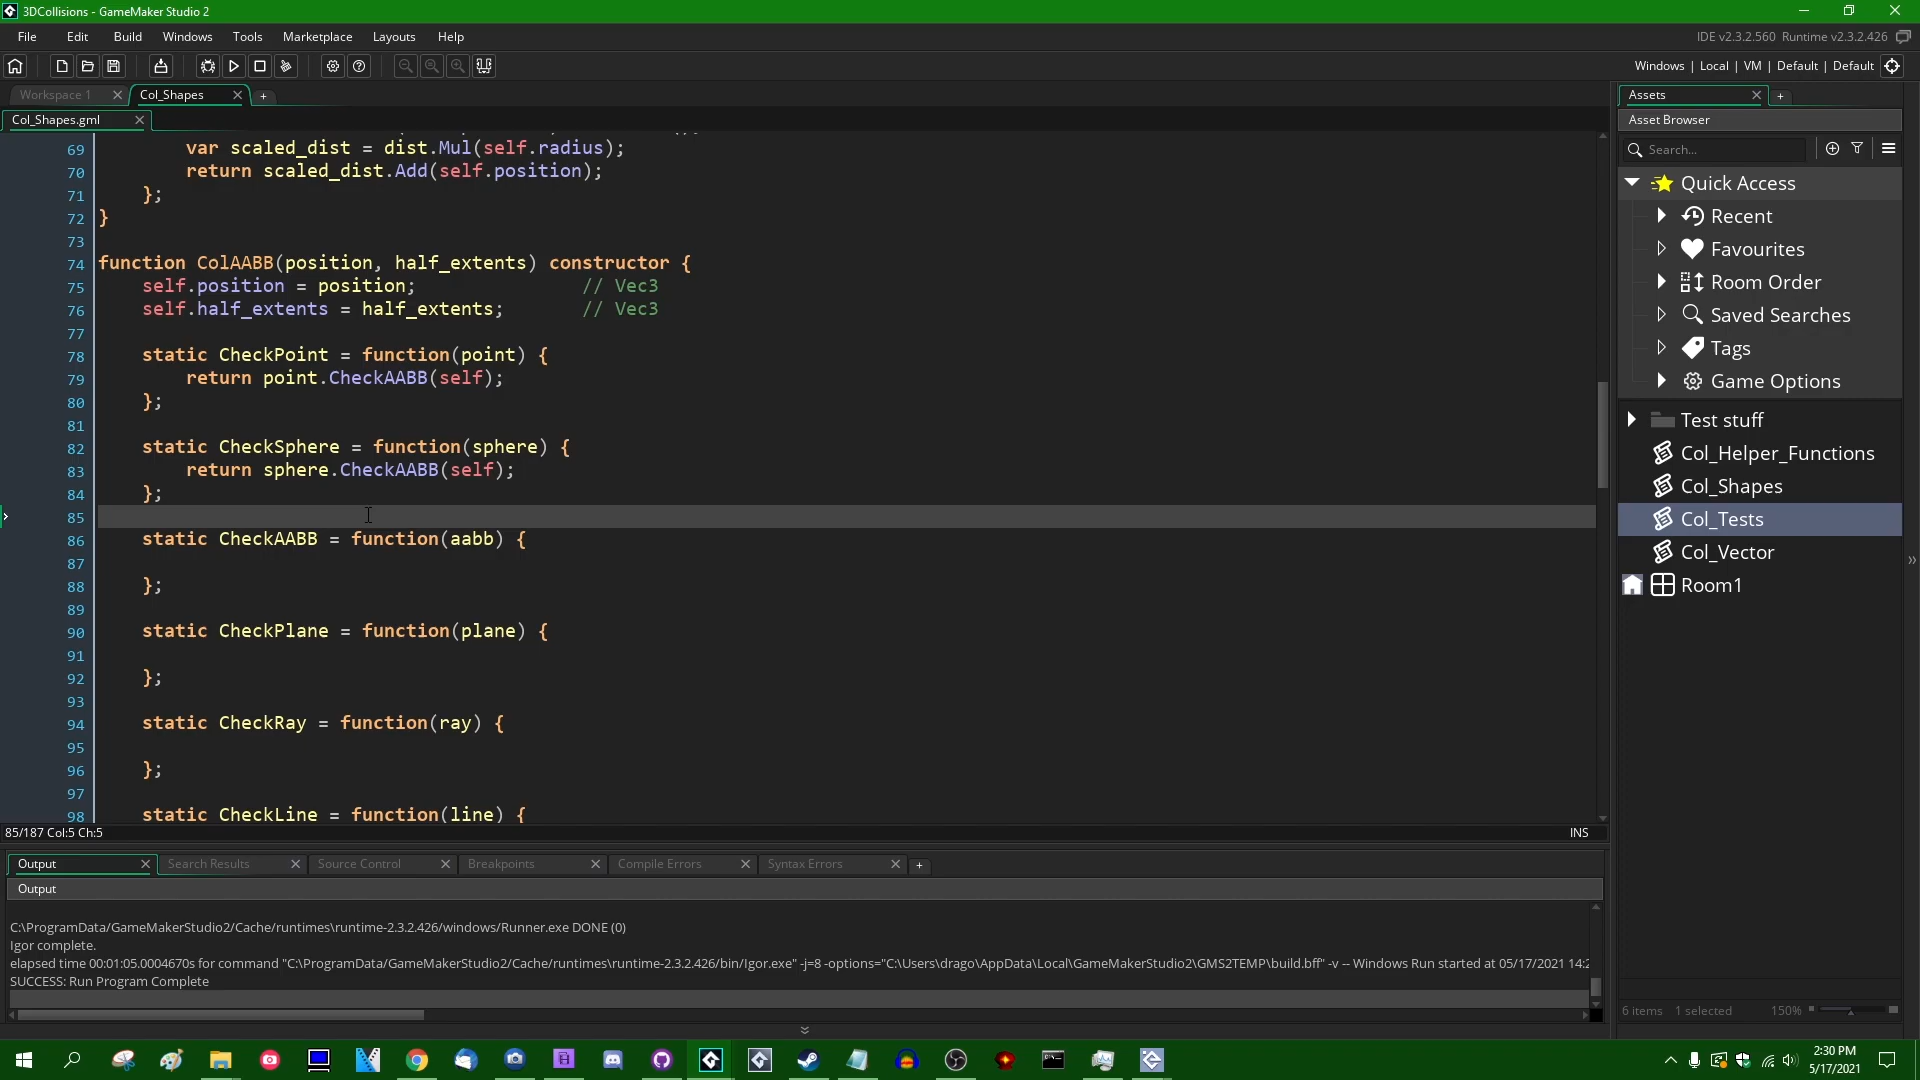 3DCollisions - GameMaker Studio 2
File Edit Build Windows Tools Marketplace Layouts Help
IDE v2.3.2.560 Runtime v2.3.2.426
Windows | Local | VM | Default | Default
Workspace 1
Col_Shapes
Col_Shapes.gml
69 var scaled_dist = dist.Mul(self.radius);
70 return scaled_dist.Add(self.position);
71 };
72 }
73
74 function ColAABB(position, half_extents) constructor {
75 self.position = position; // Vec3
76 self.half_extents = half_extents; // Vec3
77
78 static CheckPoint = function(point) {
79 return point.CheckAABB(self);
80 };
81
82 static CheckSphere = function(sphere) {
83 return sphere.CheckAABB(self);
84 };
85
86 static CheckAABB = function(aabb) {
87
88 };
89
90 static CheckPlane = function(plane) {
91
92 };
93
94 static CheckRay = function(ray) {
95
96 };
97
98 static CheckLine = function(line) {
85/187 Col:5 Ch:5
INS
Output
Search Results
Source Control
Breakpoints
Compile Errors
Syntax Errors
Output
C:\ProgramData/GameMakerStudio2/Cache/runtimes\runtime-2.3.2.426/windows/Runner.exe DONE (0)
Igor complete.
elapsed time 00:01:05.0004670s for command "C:\ProgramData/GameMakerStudio2/Cache/runtimes\runtime-2.3.2.426/bin/Igor.exe" -j=8 -options="C:\Users\drago\AppData\Local\GameMakerStudio2\GMS2TEMP\build.bff" -v -- Windows Run started at 05/17/2021 14:2
SUCCESS: Run Program Complete
Assets
Asset Browser
Search...
Quick Access
Recent
Favourites
Room Order
Saved Searches
Tags
Game Options
Test stuff
Col_Helper_Functions
Col_Shapes
Col_Tests
Col_Vector
Room1
6 items 1 selected 150%
2:30 PM
5/17/2021